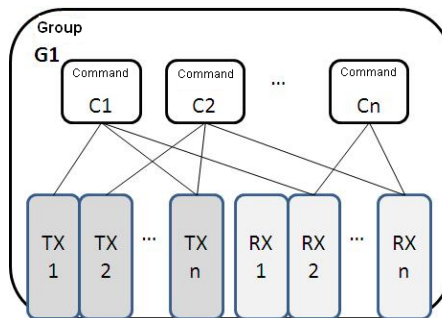 Group
G1
Command Command Command
C1 C2 ... Cn
TX TX ... TX RX RX ... RX
1 2 n 1 2 n